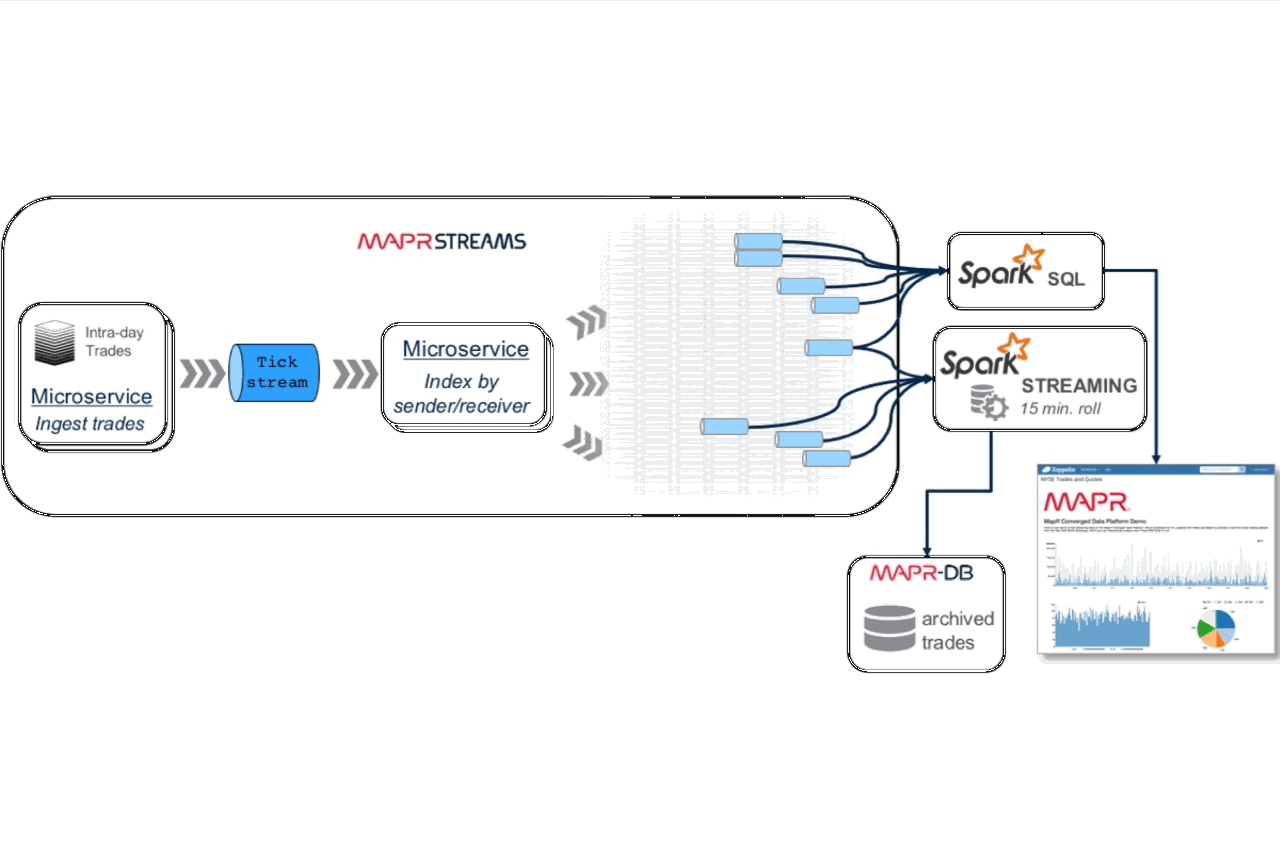 MAPR STREAMS
Intra-day
Trades
Microservice
Ingest trades
Tick
stream
Microservice
Index by
sender/receiver
Spark SQL
Spark
STREAMING
15 min. roll
MAPR-DB
archived
trades
Zeppelin
NYSE Trades and Quotes
MAPR
MapR Converged Data Platform Demo